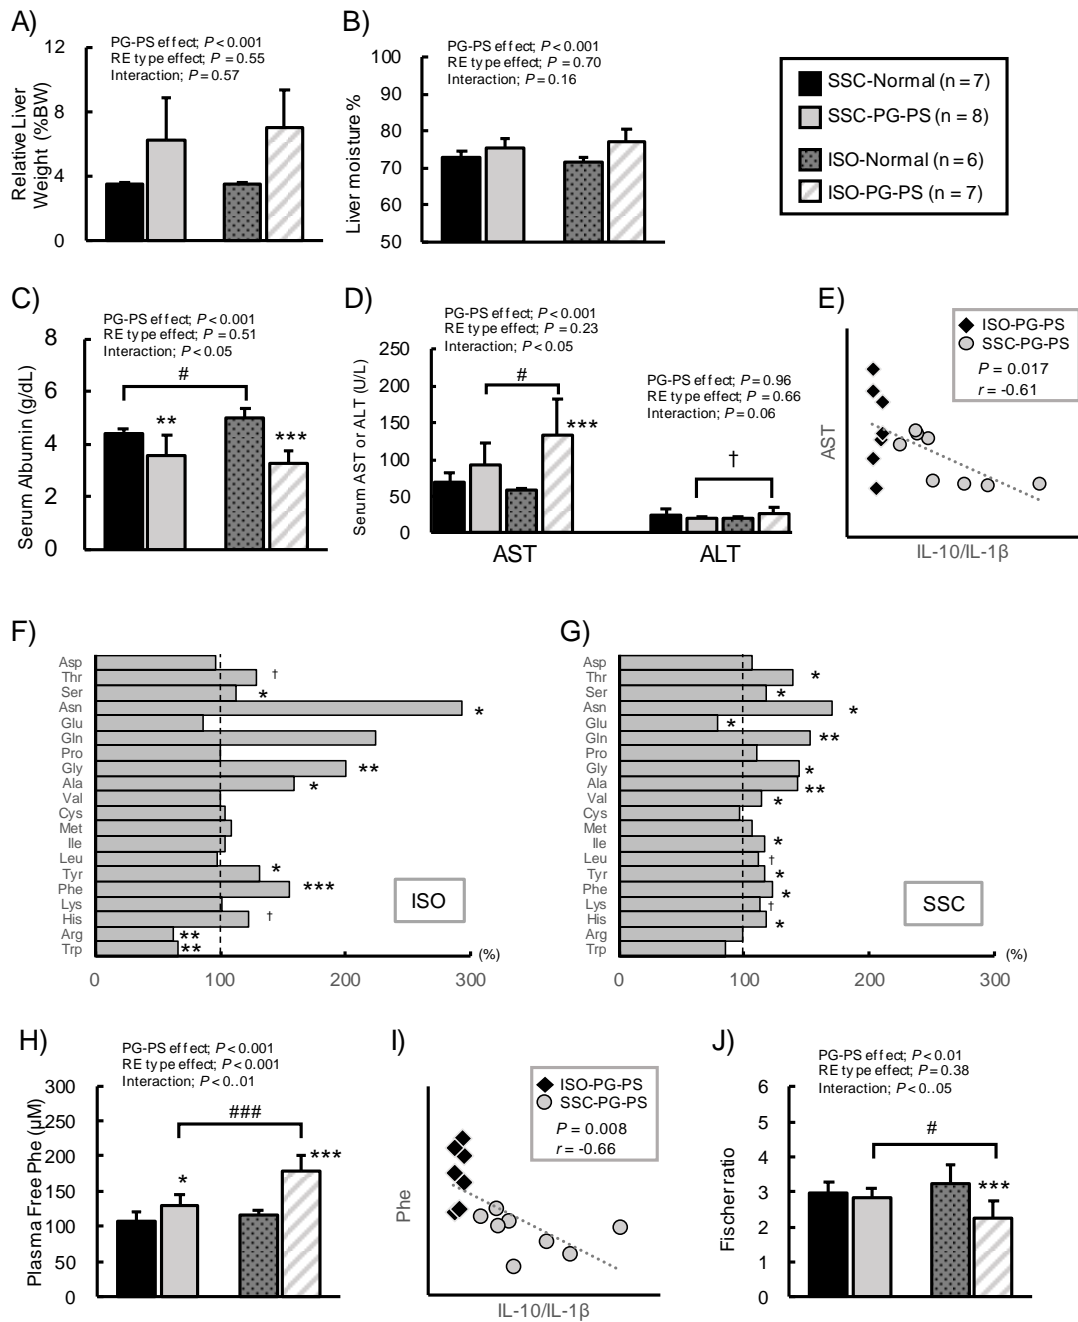 A)
PG-PS effect; P < 0.001
RE type effect; P = 0.55
Interaction; P = 0.57
Relative Liver
Weight (%BW)
12
8
4
0
B)
PG-PS effect; P < 0.001
RE type effect; P = 0.70
Interaction; P = 0.16
Liver moisture %
100
90
80
70
60
50
SSC-Normal (n = 7)
SSC-PG-PS (n = 8)
ISO-Normal (n = 6)
ISO-PG-PS (n = 7)
C)
PG-PS effect; P < 0.001
RE type effect; P = 0.51
Interaction; P < 0.05
Serum Albumin (g/dL)
8
6
4
2
0
#
**
***
D)
PG-PS effect; P < 0.001
RE type effect; P = 0.23
Interaction; P < 0.05
Serum AST or ALT (U/L)
250
200
150
100
50
0
#
***
PG-PS effect; P = 0.96
RE type effect; P = 0.66
Interaction; P = 0.06
†
AST
ALT
E)
ISO-PG-PS
SSC-PG-PS
P = 0.017
r = -0.61
AST
IL-10/IL-1β
F)
Asp
Thr †
Ser *
Asn *
Glu
Gln
Pro
Gly **
Ala *
Val
Cys
Met
Ile
Leu
Tyr *
Phe ***
Lys
His †
Arg **
Trp **
ISO
(%)
0 100 200 300
G)
Asp
Thr *
Ser *
Asn *
Glu *
Gln **
Pro
Gly *
Ala **
Val *
Cys
Met
Ile *
Leu †
Tyr *
Phe *
Lys †
His *
Arg
Trp
SSC
(%)
0 100 200 300
H)
PG-PS effect; P < 0.001
RE type effect; P < 0.001
Interaction; P < 0..01
Plasma Free Phe (µM)
300
250
200
150
100
50
0
###
*
***
I)
ISO-PG-PS
SSC-PG-PS
P = 0.008
r = -0.66
Phe
IL-10/IL-1β
J)
PG-PS effect; P < 0.01
RE type effect; P = 0.38
Interaction; P < 0..05
Fischer ratio
6
5
4
3
2
1
0
#
***